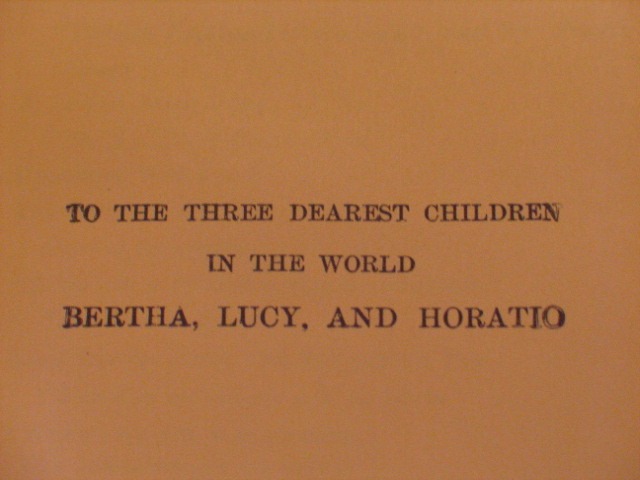 TO THE THREE DEAREST CHILDREN
IN THE WORLD
BERTHA, LUCY, AND HORATIO